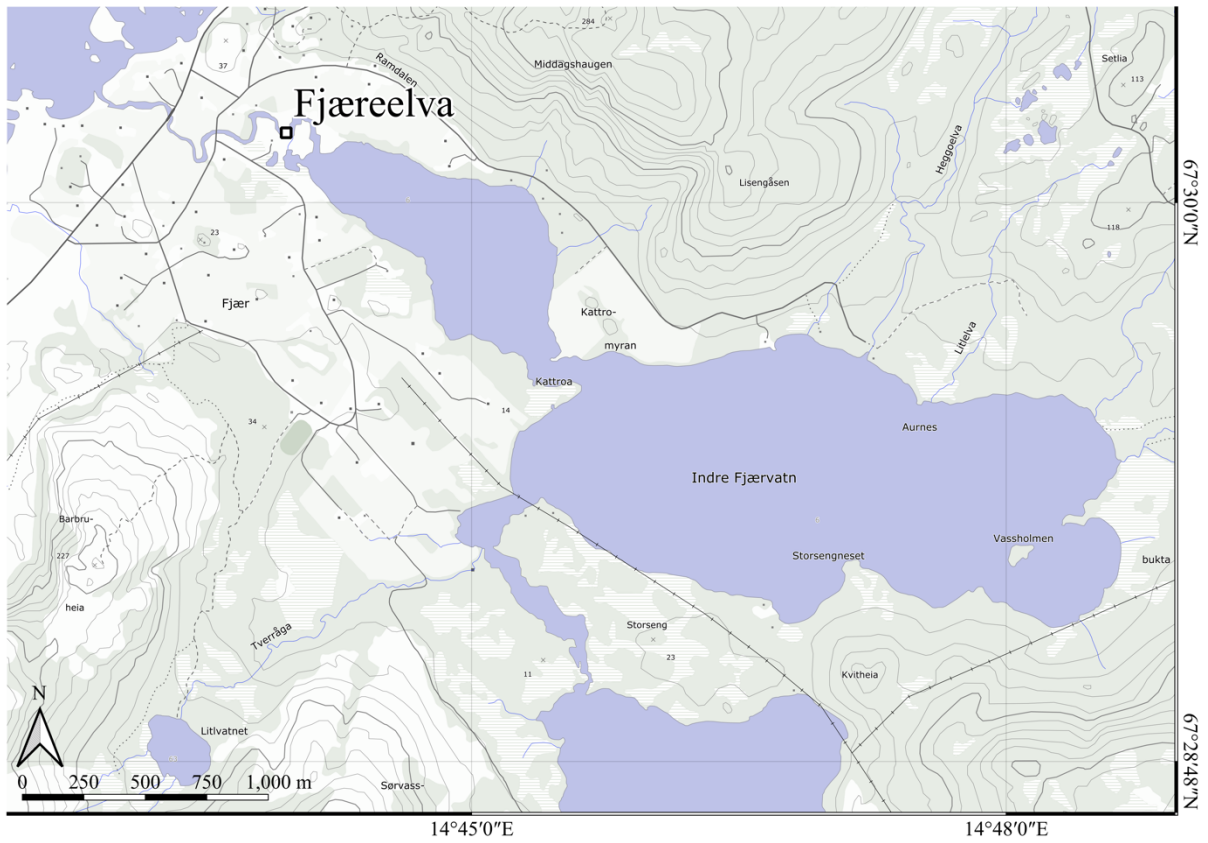 284
Middagshaugen
Setlia
113
Ramdalen
37
Fjæreelva
Heggoelva
Lisengåsen
67°30'0"N
118
23
Fjær
Kattro-
myran
Litlelva
Kattroa
14
34
Aurnes
Indre Fjærvatn
Barbru-
227
heia
Storsengneset
Vassholmen
bukta
Storseng
23
Tverråga
11
Kvitheia
N
Litlvatnet
67°28'48"N
0 250 500 750 1,000 m
Sørvass-
14°45'0"E
14°48'0"E